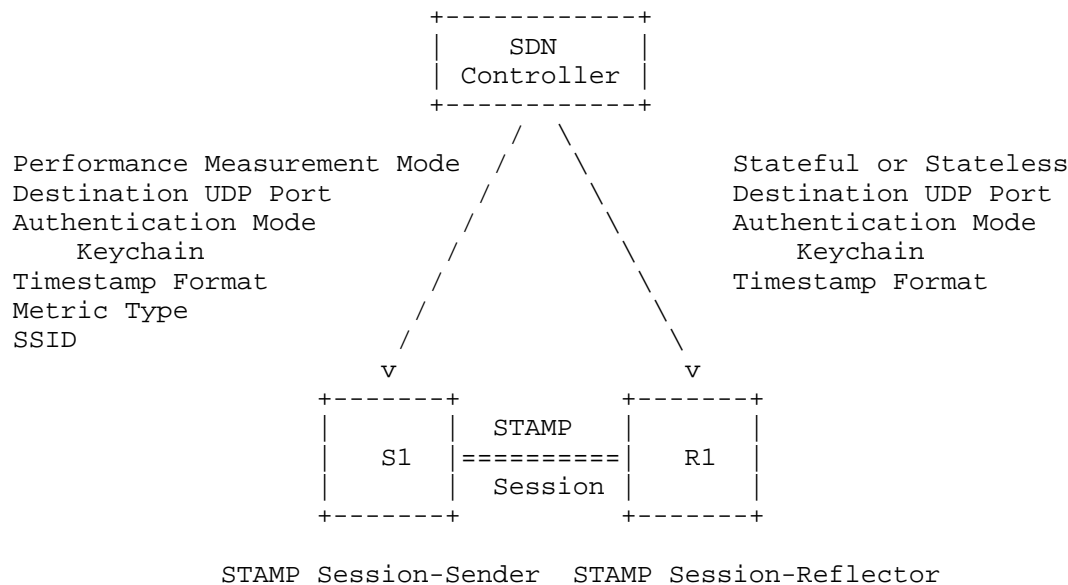 SDN
Controller
Performance Measurement Mode Stateful or Stateless
Destination UDP Port Destination UDP Port
Authentication Mode Authentication Mode
Keychain Keychain
Timestamp Format Timestamp Format
Metric Type
SSID
v v
STAMP
S1 R1
Session
STAMP Session-Sender STAMP Session-Reflector